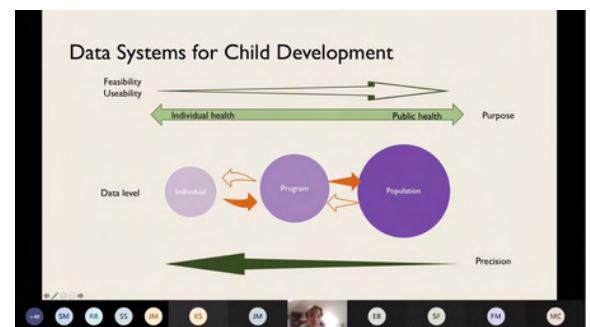 Data Systems for Child Development
Feasibility
Useability
Individual health
Public health
Purpose
Data level
Individual
Program
Population
Precision
SM
RR
SS
JM
KS
JM
EB
SF
FM
MC